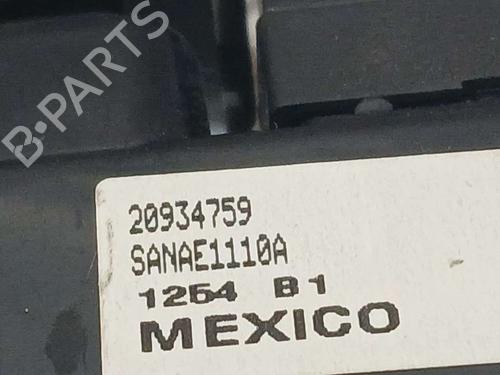 B-PARTS
20934759
SANAE1110A
1254 B1
MEXICO